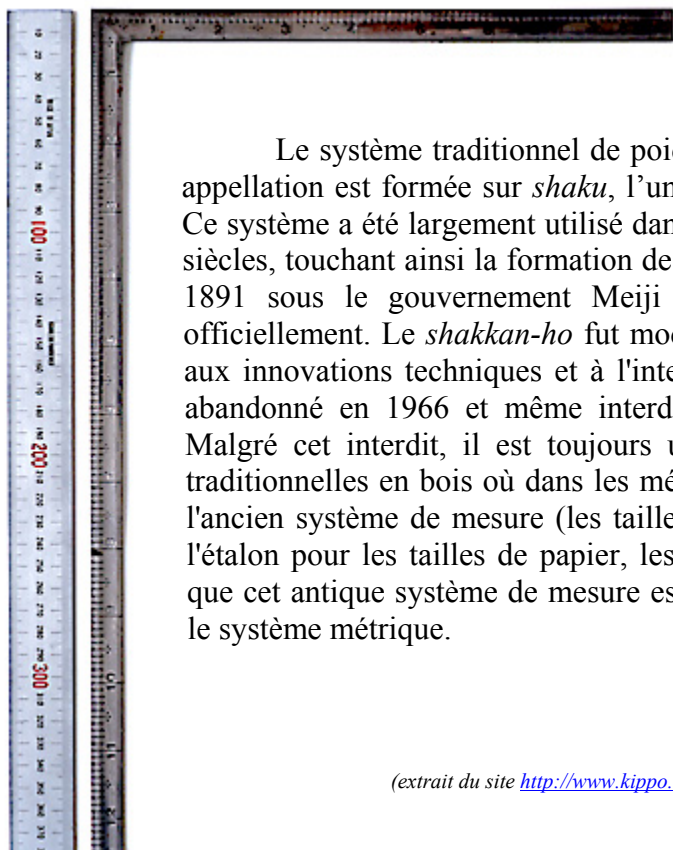 Le système traditionnel de poi
appellation est formée sur shaku, l’un
Ce système a été largement utilisé dan
siècles, touchant ainsi la formation de
1891 sous le gouvernement Meiji
officiellement. Le shakkan-ho fut mo
aux innovations techniques et à l'inte
abandonné en 1966 et même interd
Malgré cet interdit, il est toujours u
traditionnelles en bois où dans les mé
l'ancien système de mesure (les taille
l'étalon pour les tailles de papier, les
que cet antique système de mesure es
le système métrique.
(extrait du site http://www.kippo.
100
200
300